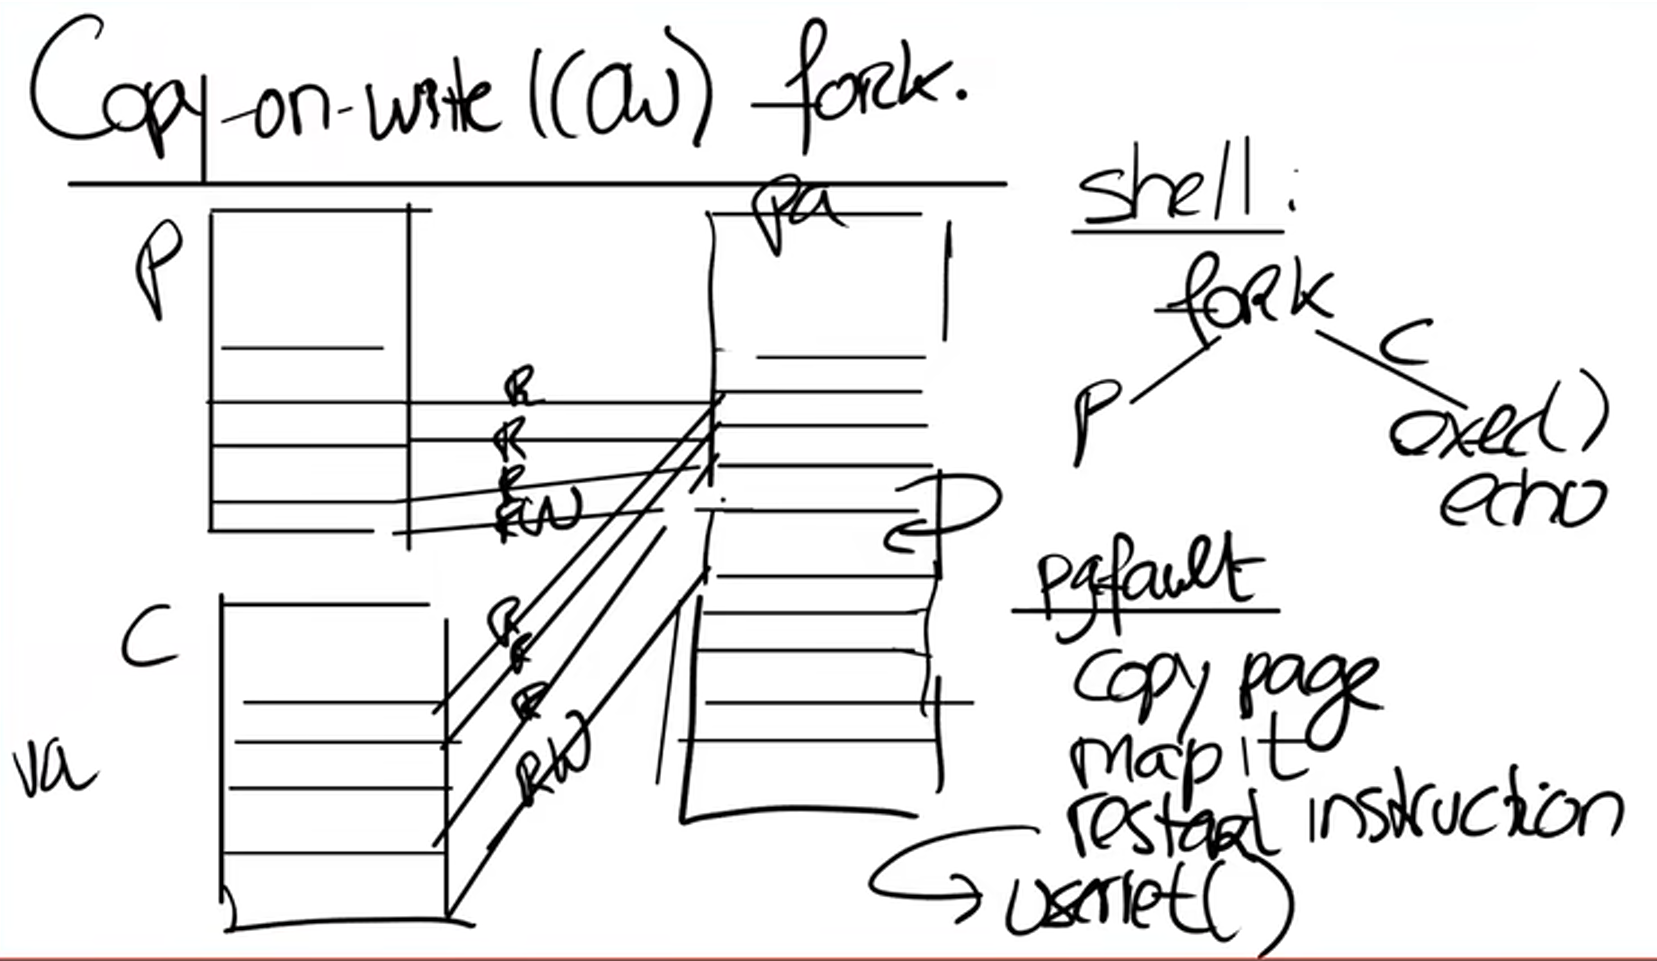 Copy-on-write (COW) fork.
pa
shell:
P
fork
C
R
R
R
RW
P
exec()
echo
pgfault
C
R
R
R
RW
va
copy page
map it
restart instruction
userret()